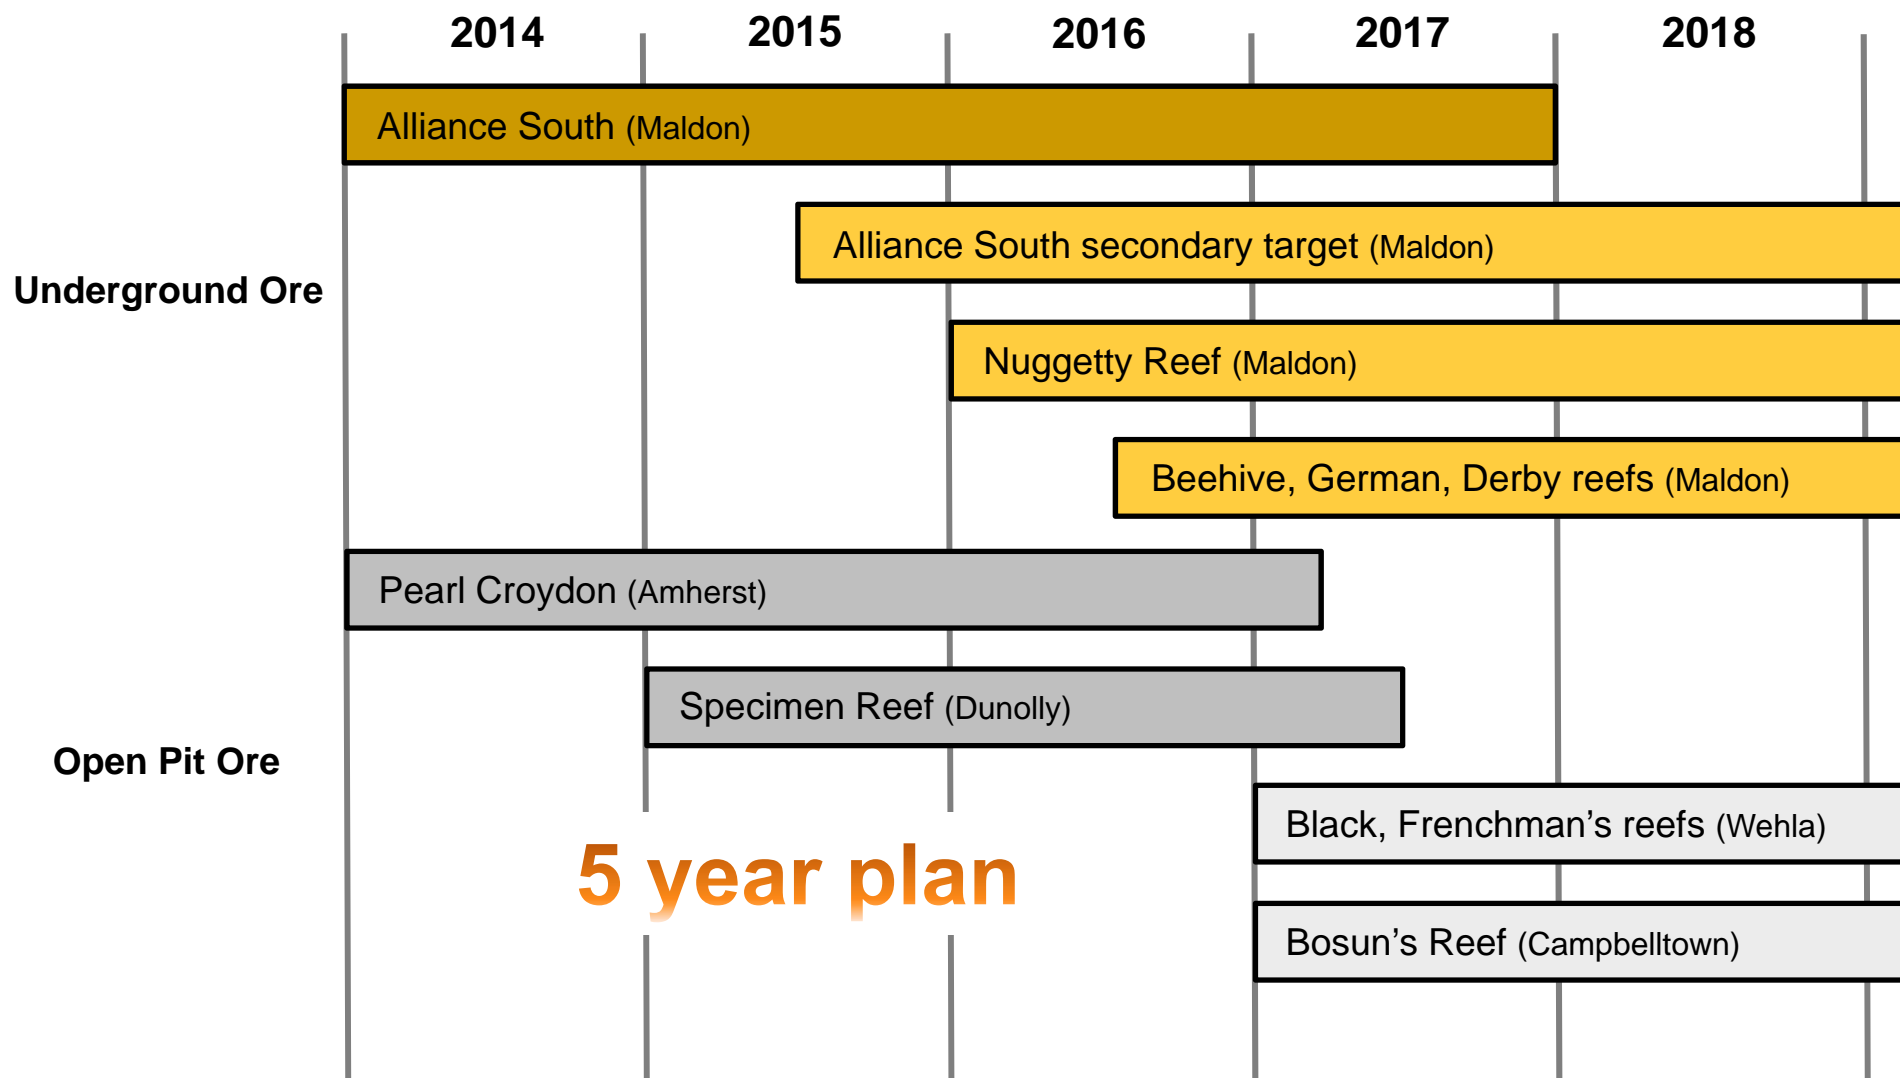 2014 2015 2016 2017 2018
Alliance South (Maldon)
Alliance South secondary target (Maldon)
Underground Ore
Nuggetty Reef (Maldon)
Beehive, German, Derby reefs (Maldon)
Pearl Croydon (Amherst)
Specimen Reef (Dunolly)
Open Pit Ore
Black, Frenchman’s reefs (Wehla)
5 year plan
Bosun’s Reef (Campbelltown)